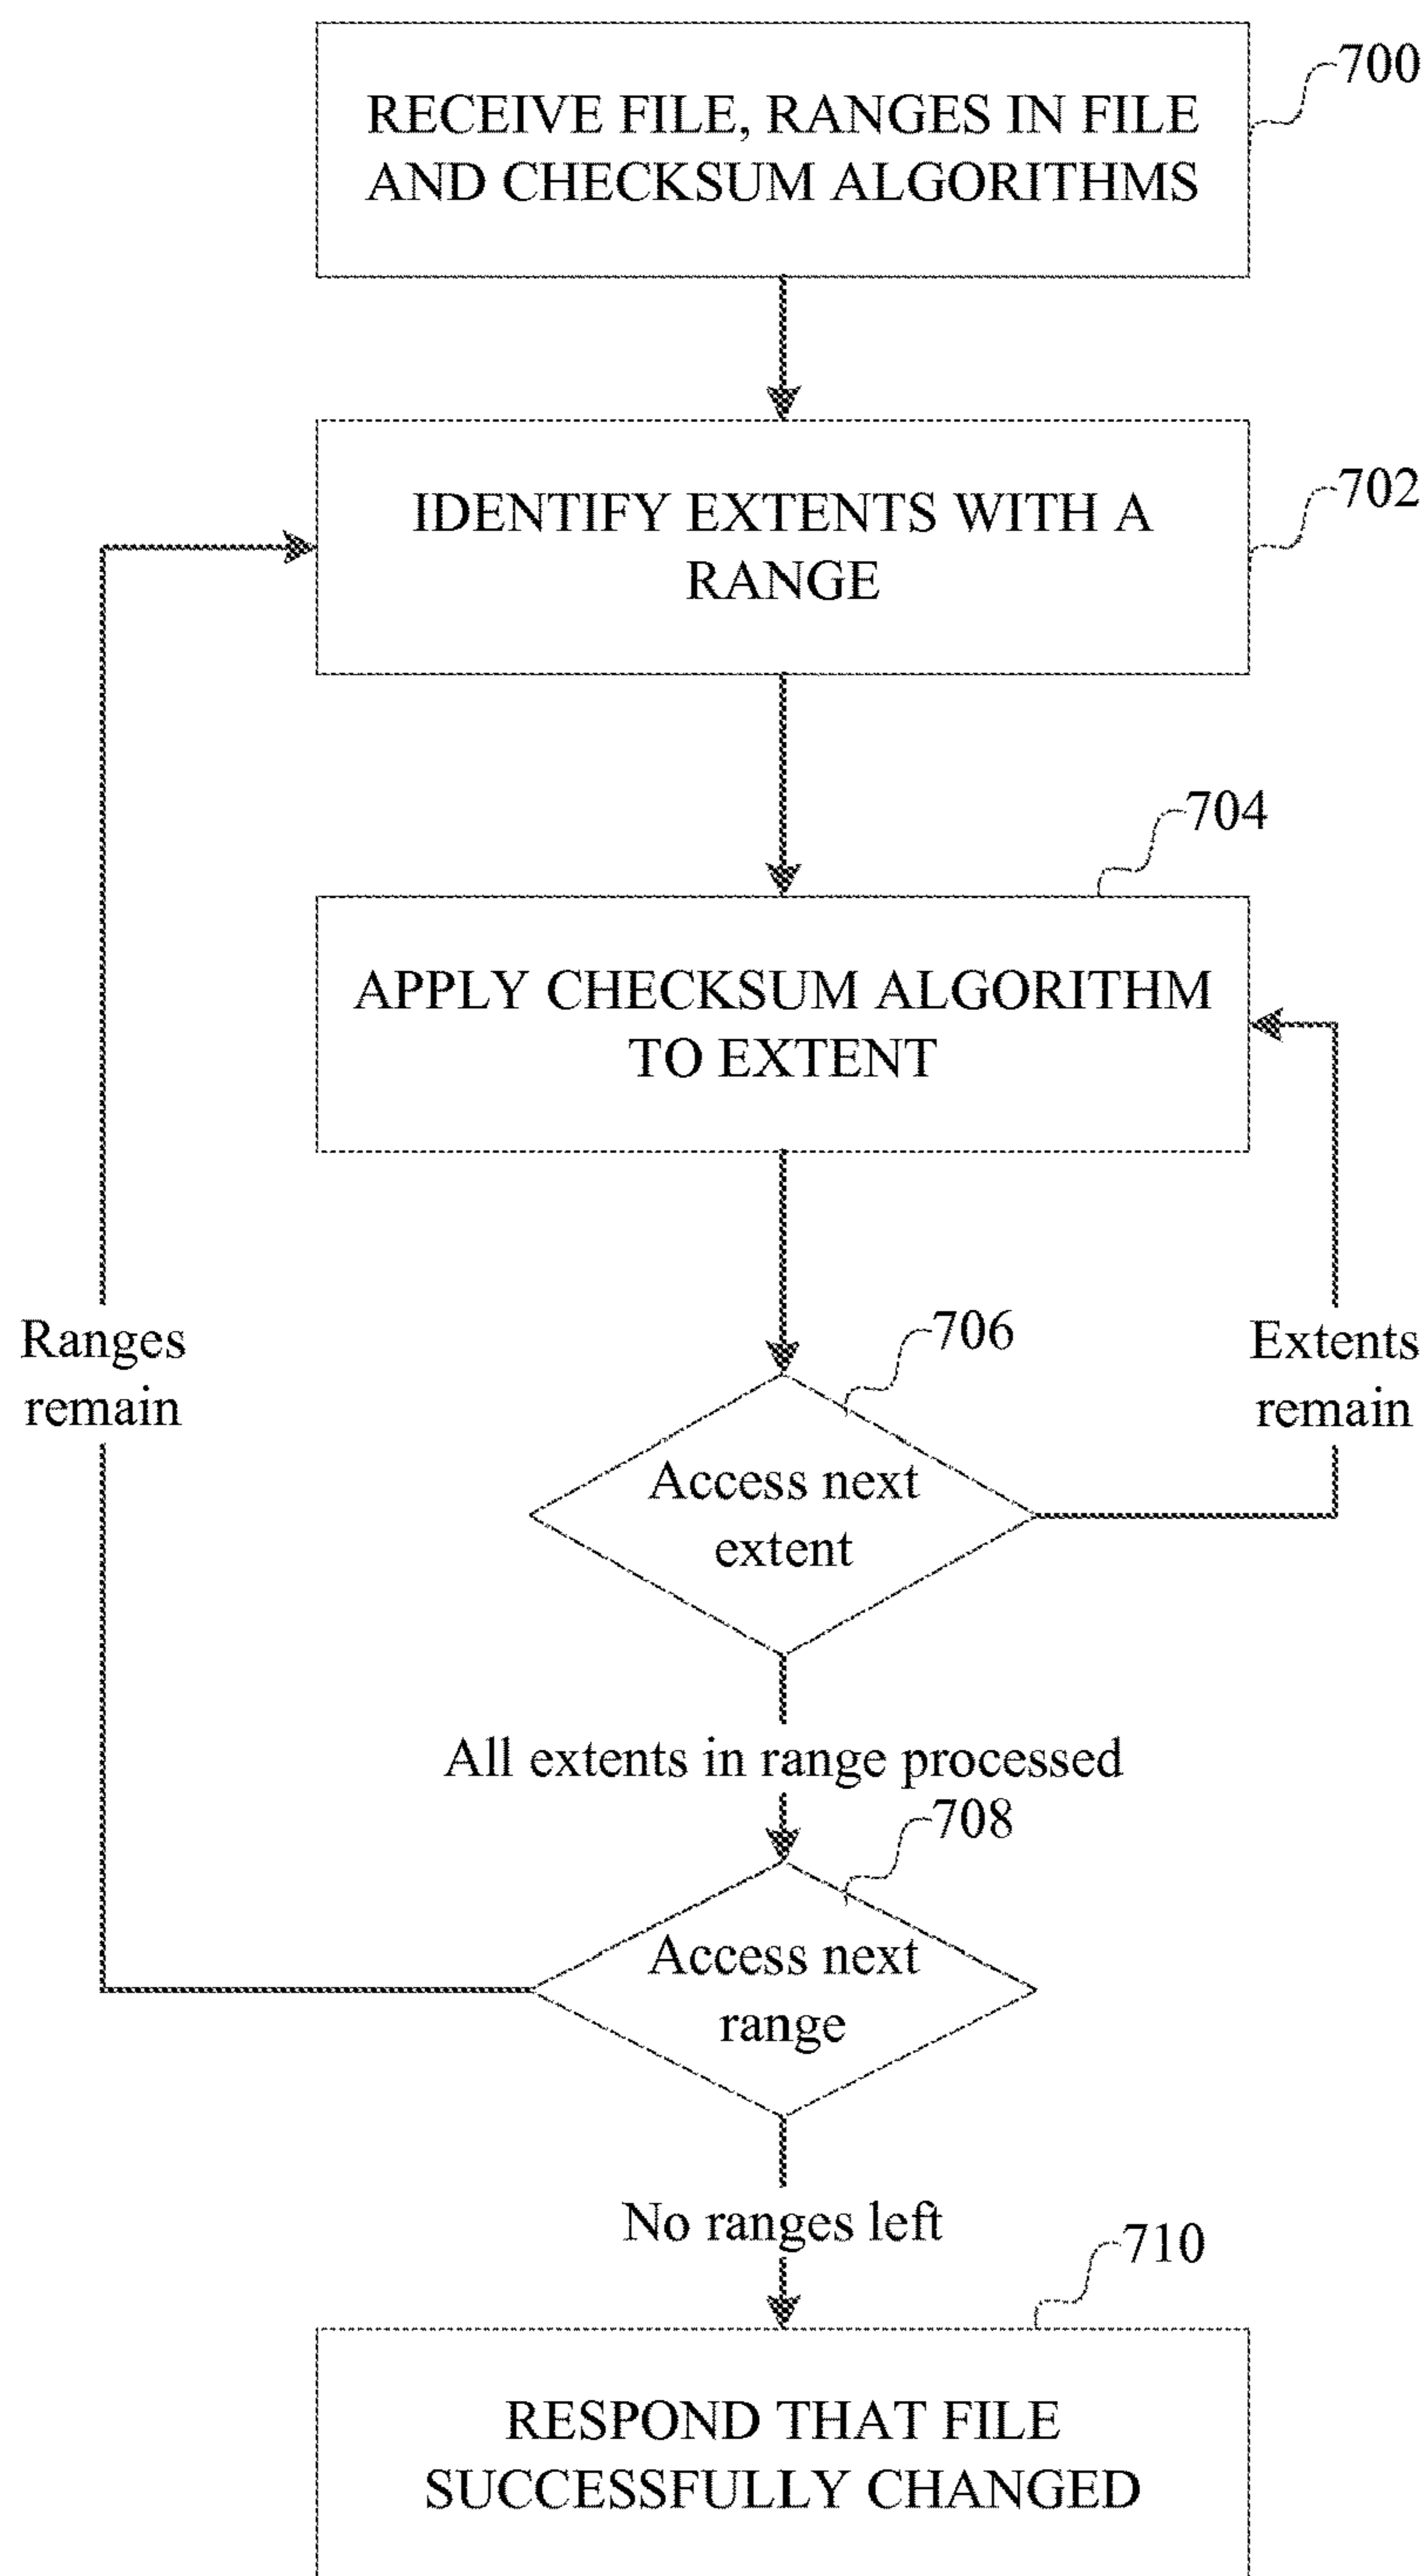 700
RECEIVE FILE, RANGES IN FILE
AND CHECKSUM ALGORITHMS
702
IDENTIFY EXTENTS WITH A
RANGE
704
APPLY CHECKSUM ALGORITHM
TO EXTENT
706
Ranges
remain
Extents
remain
Access next
extent
All extents in range processed
708
Access next
range
No ranges left
710
RESPOND THAT FILE
SUCCESSFULLY CHANGED